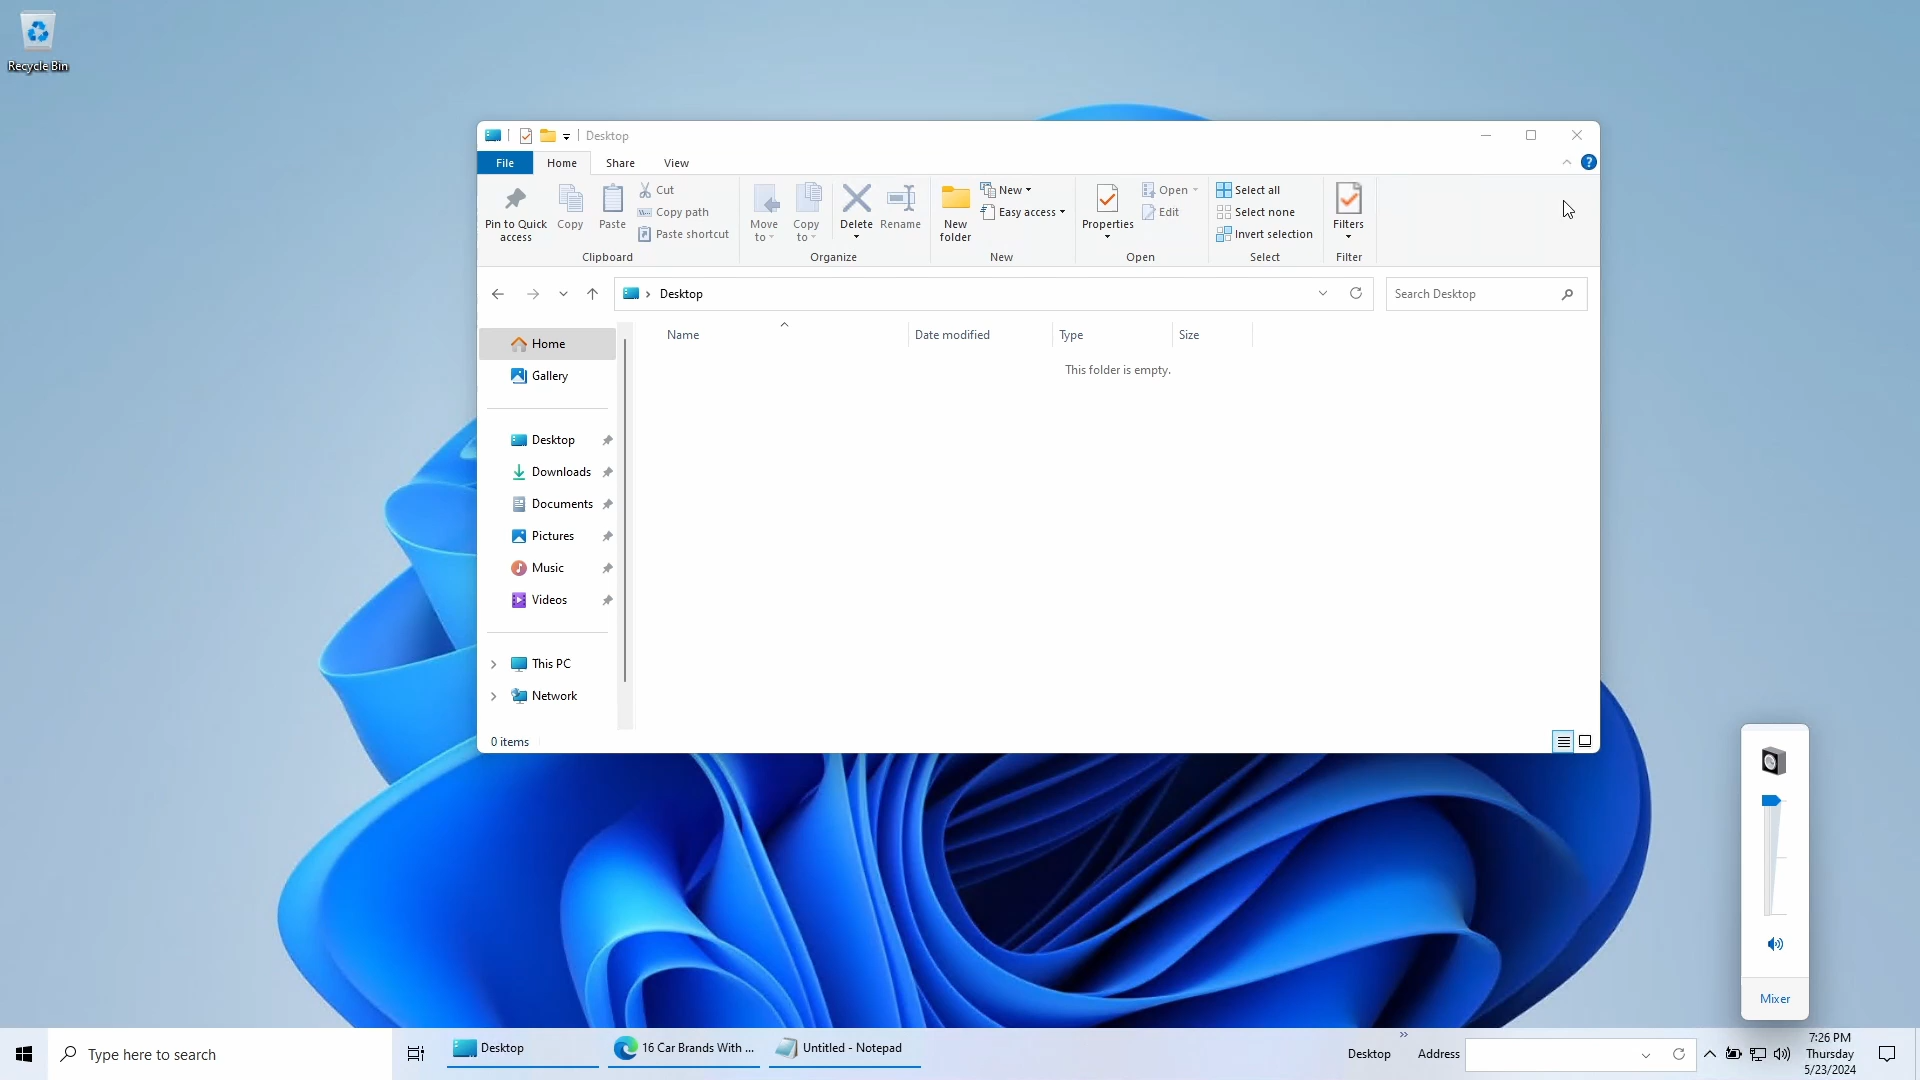 Recycle Bin
Desktop
File Home Share View
Pin to Quick access
Copy
Paste
Cut
Copy path
Paste shortcut
Clipboard
Move to
Copy to
Delete
Rename
Organize
New folder
New
Easy access
New
Properties
Open
Edit
Open
Select all
Select none
Invert selection
Select
Filters
Filter
Desktop
Search Desktop
Name Date modified Type Size
This folder is empty.
Home
Gallery
Desktop
Downloads
Documents
Pictures
Music
Videos
This PC
Network
0 items
Mixer
Type here to search
Desktop
16 Car Brands With ...
Untitled - Notepad
Desktop
Address
7:26 PM
Thursday
5/23/2024